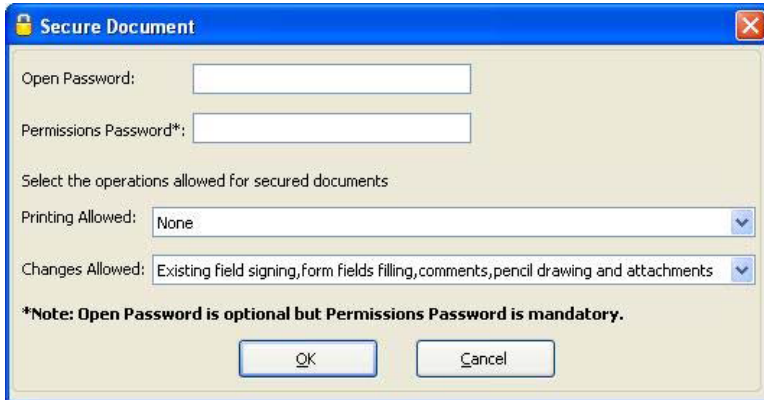 Secure Document
Open Password:
Permissions Password*:
Select the operations allowed for secured documents
Printing Allowed: None
Changes Allowed: Existing field signing,form fields filling,comments,pencil drawing and attachments
*Note: Open Password is optional but Permissions Password is mandatory.
OK Cancel